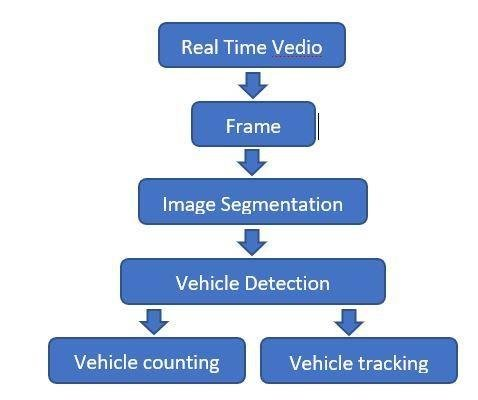 Real Time Vedio
Frame
Image Segmentation
Vehicle Detection
Vehicle counting
Vehicle tracking